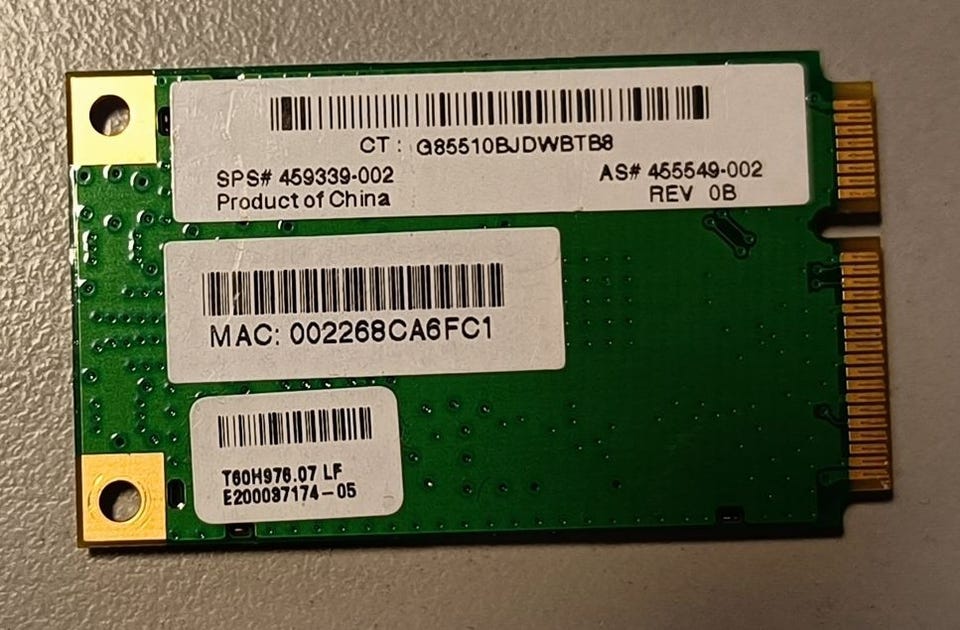 CT: G85510BJDWBTB8
SPS# 459339-002
AS# 455549-002
Product of China
REV 0B
MAC: 002268CA6FC1
T60H976.07 LF
E200037174-05